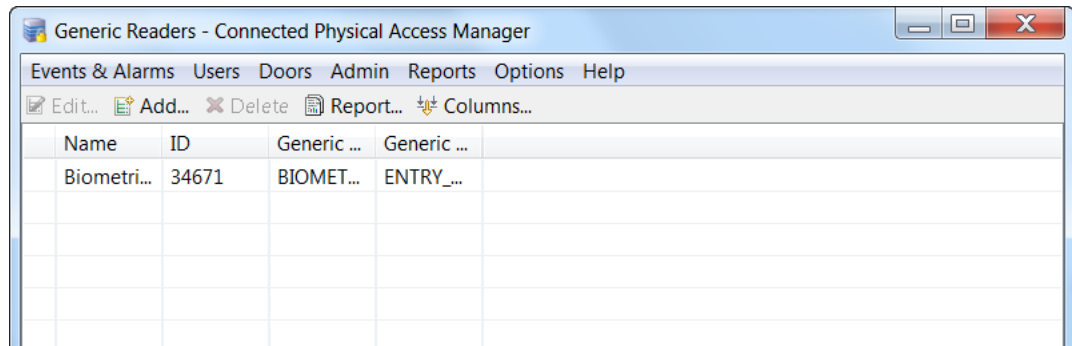 Generic Readers - Connected Physical Access Manager
Events & Alarms Users Doors Admin Reports Options Help
Edit... Add... Delete Report... Columns...
Name ID Generic ... Generic ...
Biometri... 34671 BIOMET... ENTRY_...